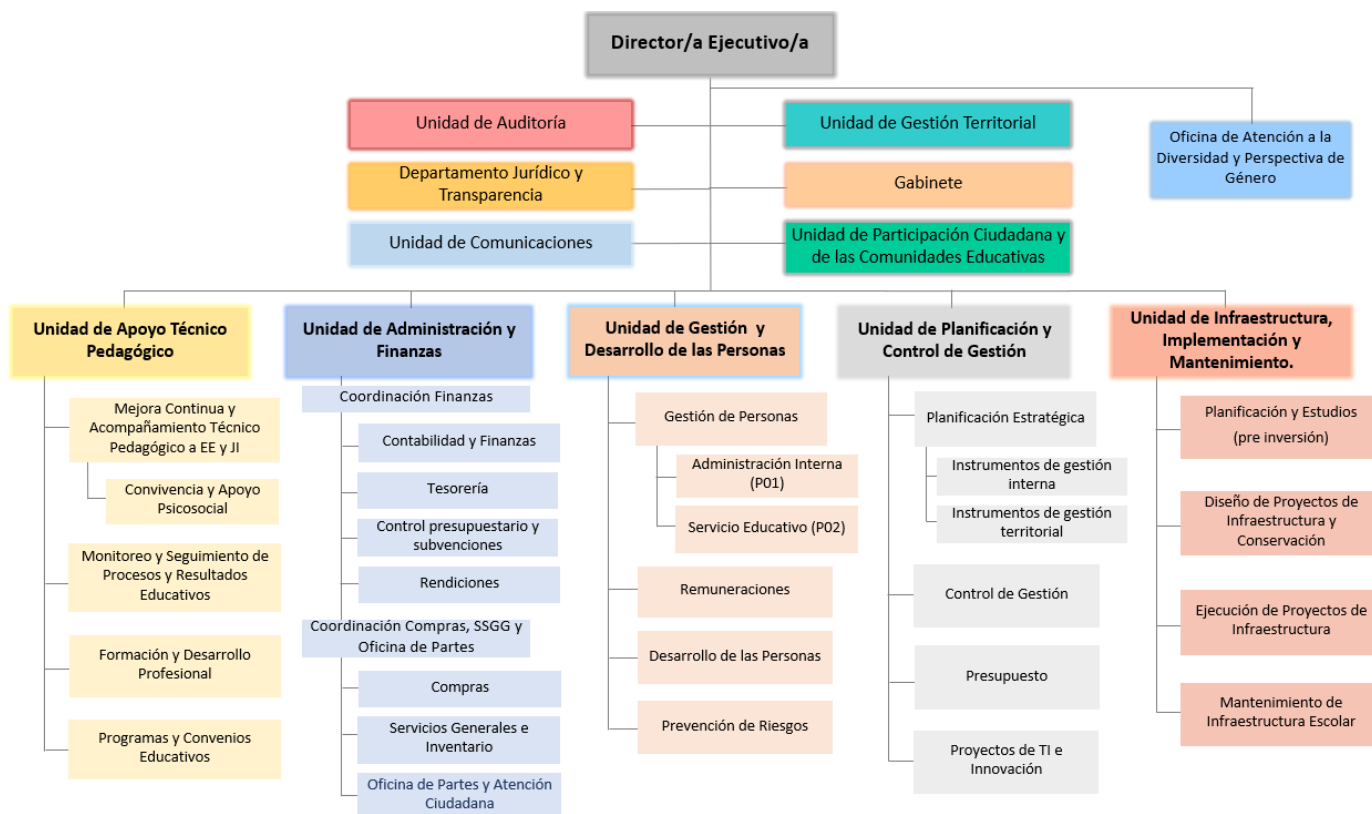 Director/a Ejecutivo/a
Unidad de Auditoría
Unidad de Gestión Territorial
Oficina de Atención a la
Diversidad y Perspectiva de
Género
Departamento Jurídico y
Transparencia
Gabinete
Unidad de Comunicaciones
Unidad de Participación Ciudadana y
de las Comunidades Educativas
Unidad de Apoyo Técnico
Pedagógico
Mejora Continua y
Acompañamiento Técnico
Pedagógico a EE y JI
Convivencia y Apoyo
Psicosocial
Monitoreo y Seguimiento de
Procesos y Resultados
Educativos
Formación y Desarrollo
Profesional
Programas y Convenios
Educativos
Unidad de Administración y
Finanzas
Coordinación Finanzas
Contabilidad y Finanzas
Tesorería
Control presupuestario y
subvenciones
Rendiciones
Coordinación Compras, SSGG y
Oficina de Partes
Compras
Servicios Generales e
Inventario
Oficina de Partes y Atención
Ciudadana
Unidad de Gestión y
Desarrollo de las Personas
Gestión de Personas
Administración Interna
(P01)
Servicio Educativo (P02)
Remuneraciones
Desarrollo de las Personas
Prevención de Riesgos
Unidad de Planificación y
Control de Gestión
Planificación Estratégica
Instrumentos de gestión
interna
Instrumentos de gestión
territorial
Control de Gestión
Presupuesto
Proyectos de TI e
Innovación
Unidad de Infraestructura,
Implementación y
Mantenimiento.
Planificación y Estudios
(pre inversión)
Diseño de Proyectos de
Infraestructura y
Conservación
Ejecución de Proyectos de
Infraestructura
Mantenimiento de
Infraestructura Escolar